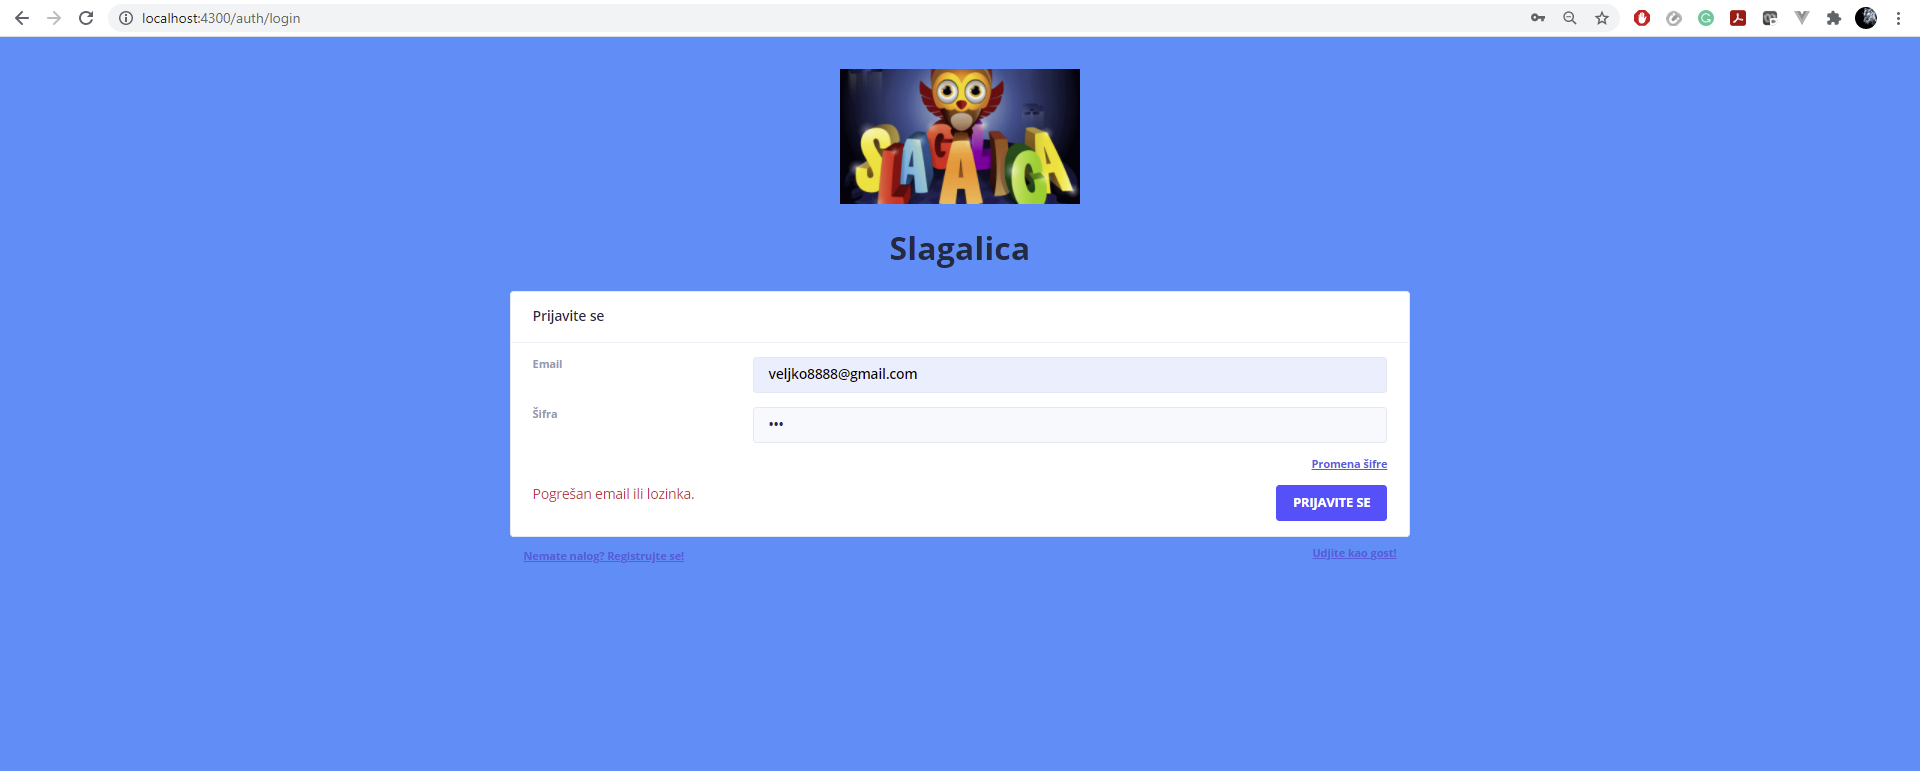 localhost:4300/auth/login
SLAGALICA
Slagalica
Prijavite se
Email
veljko8888@gmail.com
Šifra
•••
Promena šifre
Pogrešan email ili lozinka.
PRIJAVITE SE
Nemate nalog? Registrujte se!
Udjite kao gost!